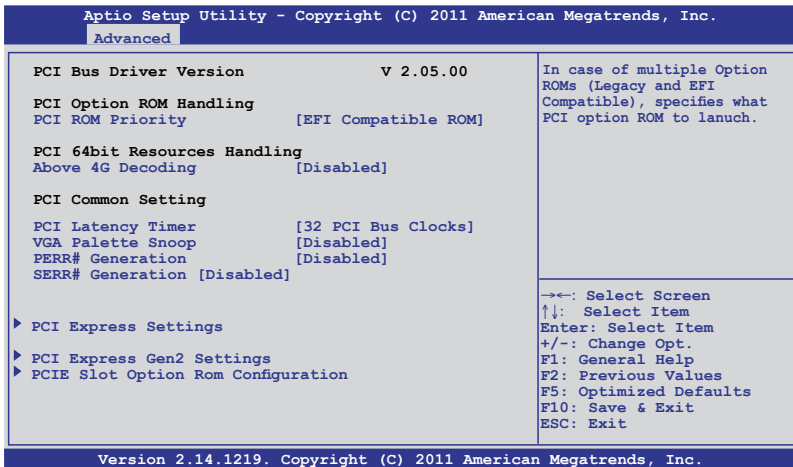 Aptio Setup Utility - Copyright (C) 2011 American Megatrends, Inc.
Advanced
PCI Bus Driver Version V 2.05.00
PCI Option ROM Handling
PCI ROM Priority [EFI Compatible ROM]
PCI 64bit Resources Handling
Above 4G Decoding [Disabled]
PCI Common Setting
PCI Latency Timer [32 PCI Bus Clocks]
VGA Palette Snoop [Disabled]
PERR# Generation [Disabled]
SERR# Generation [Disabled]
PCI Express Settings
PCI Express Gen2 Settings
PCIE Slot Option Rom Configuration
In case of multiple Option
ROMs (Legacy and EFI
Compatible), specifies what
PCI option ROM to lanuch.
→←: Select Screen
↑↓: Select Item
Enter: Select Item
+/-: Change Opt.
F1: General Help
F2: Previous Values
F5: Optimized Defaults
F10: Save & Exit
ESC: Exit
Version 2.14.1219. Copyright (C) 2011 American Megatrends, Inc.